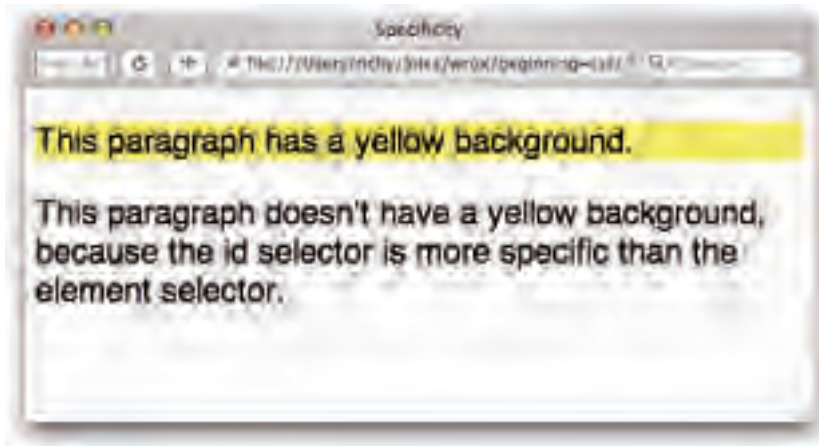 Specificity
This paragraph has a yellow background.
This paragraph doesn't have a yellow background,
because the id selector is more specific than the
element selector.